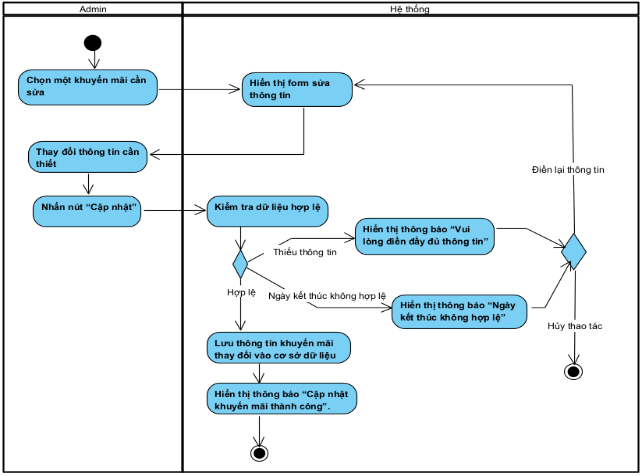 Admin
Hệ thống
Chọn một khuyến mãi cần
sửa
Hiển thị form sửa
thông tin
Thay đổi thông tin cần
thiết
Điền lại thông tin
Nhấn nút “Cập nhật”
Kiểm tra dữ liệu hợp lệ
Hiển thị thông báo “Vui
lòng điền đầy đủ thông tin”
Thiếu thông tin
Hợp lệ
Ngày kết thúc không hợp lệ
Hiển thị thông báo “Ngày
kết thúc không hợp lệ”
Hủy thao tác
Lưu thông tin khuyến mãi
thay đổi vào cơ sở dữ liệu
Hiển thị thông báo “Cập nhật
khuyến mãi thành công”.